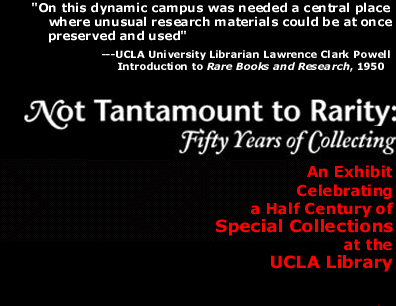 "On this dynamic campus was needed a central place
where unusual research materials could be at once
preserved and used"
---UCLA University Librarian Lawrence Clark Powell
Introduction to Rare Books and Research, 1950
Not Tantamount to Rarity:
Fifty Years of Collecting
An Exhibit
Celebrating
a Half Century of
Special Collections
at the
UCLA Library